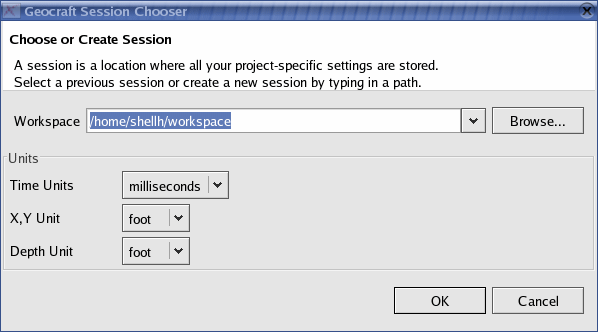 Geocraft Session Chooser
Choose or Create Session
A session is a location where all your project-specific settings are stored.
Select a previous session or create a new session by typing in a path.
Workspace /home/shellh/workspace Browse...
Units
Time Units milliseconds
X,Y Unit foot
Depth Unit foot
OK Cancel